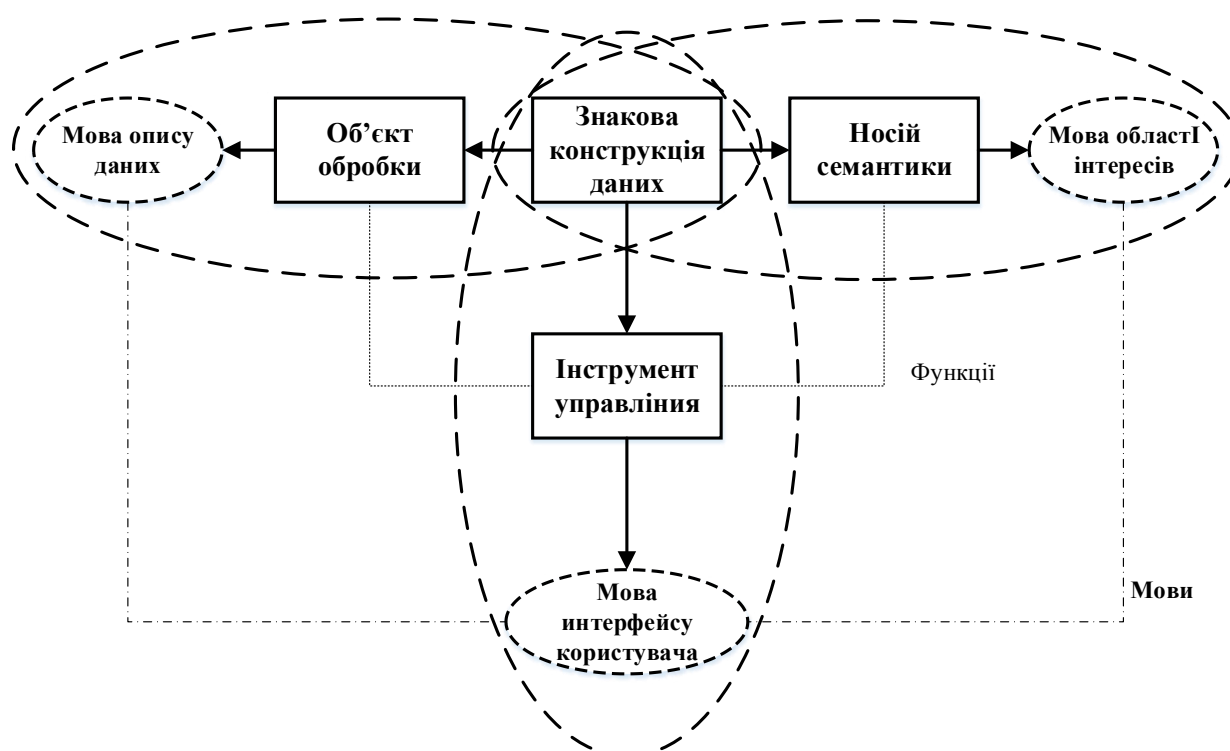 Мова опису
даних
Об’єкт
обробки
Знакова
конструкція
даних
Носій
семантики
Мова областІ
інтересів
Інструмент
управління
Функції
Мова
интерфейсу
користувача
Мови